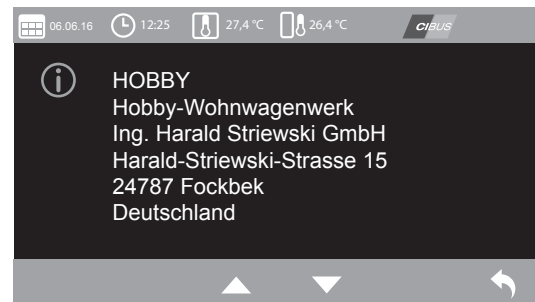 06.06.16 12:25 27,4 °C 26,4 °C CIBUS
HOBBY
Hobby-Wohnwagenwerk
Ing. Harald Striewski GmbH
Harald-Striewski-Strasse 15
24787 Fockbek
Deutschland